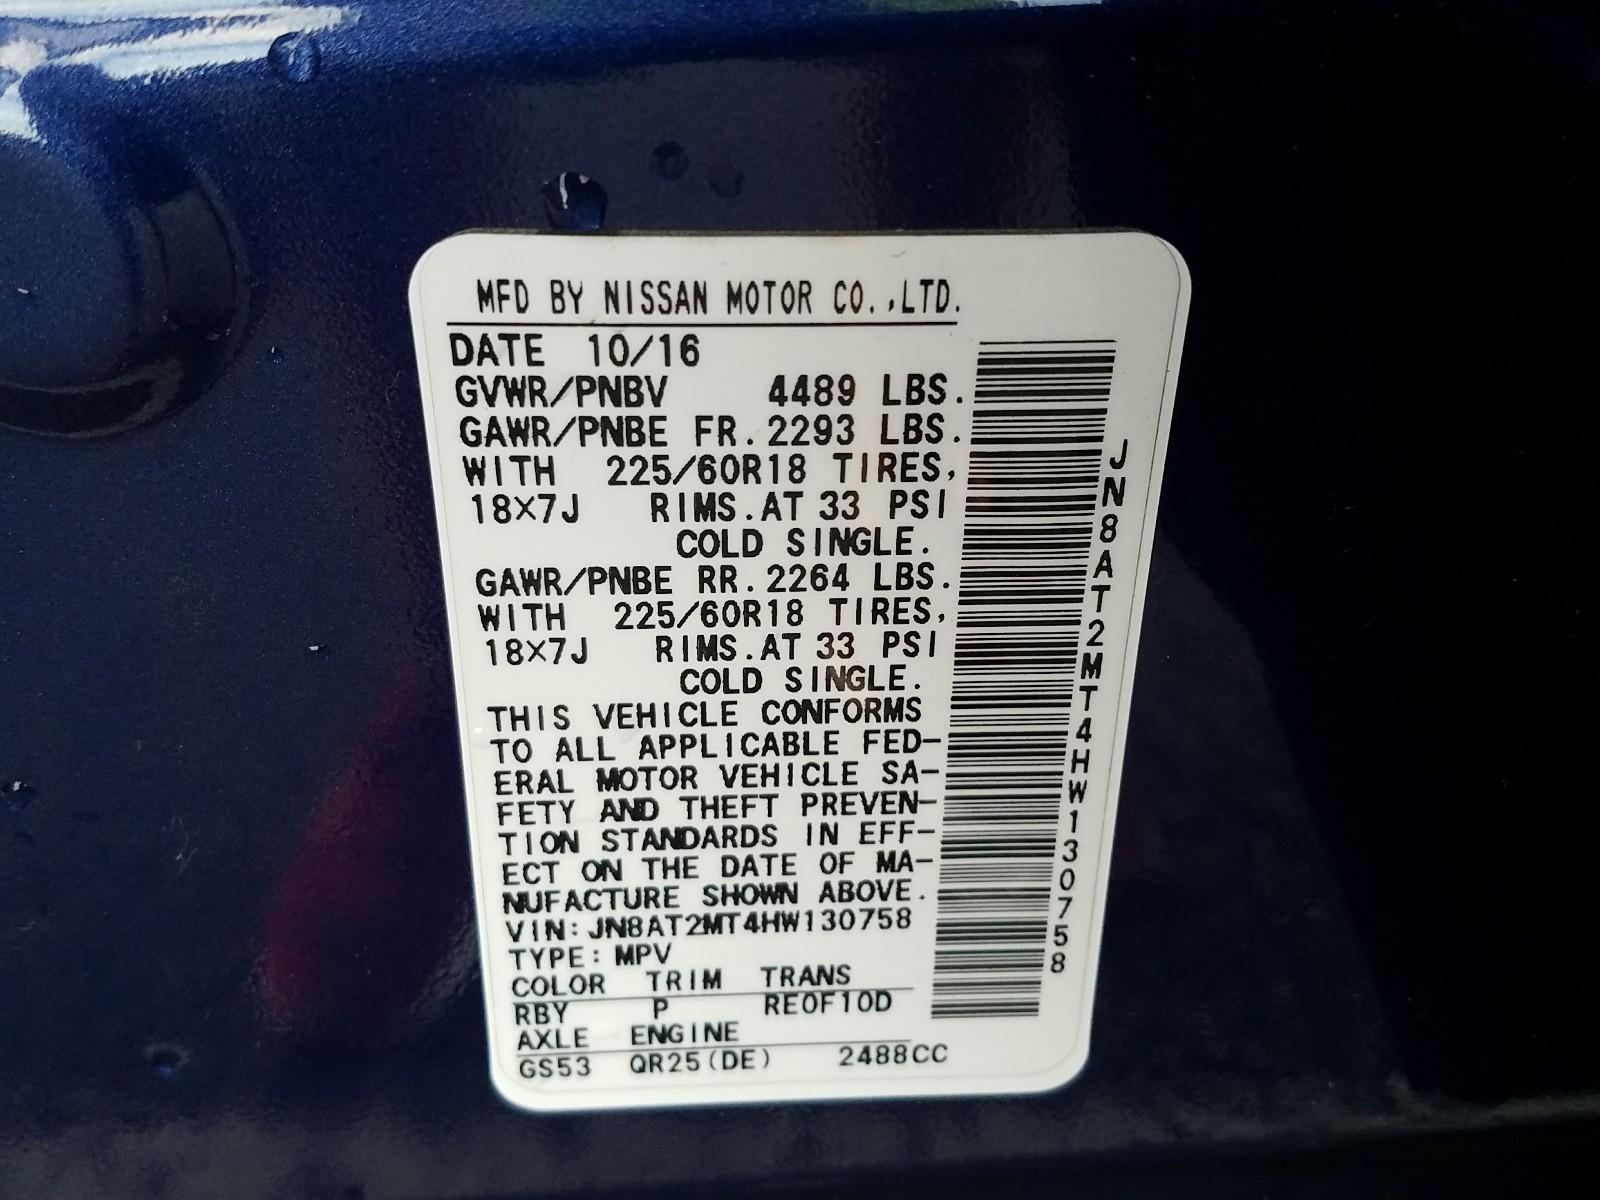 MFD BY NISSAN MOTOR CO.,LTD.
DATE 10/16
GVWR/PNBV 4489 LBS.
GAWR/PNBE FR.2293 LBS.
WITH 225/60R18 TIRES,
18×7J RIMS.AT 33 PSI
COLD SINGLE.
GAWR/PNBE RR.2264 LBS.
WITH 225/60R18 TIRES,
18×7J RIMS.AT 33 PSI
COLD SINGLE.
THIS VEHICLE CONFORMS
TO ALL APPLICABLE FED-
ERAL MOTOR VEHICLE SA-
FETY AND THEFT PREVEN-
TION STANDARDS IN EFF-
ECT ON THE DATE OF MA-
NUFACTURE SHOWN ABOVE.
VIN:JN8AT2MT4HW130758
TYPE:MPV
COLOR TRIM TRANS
RBY P RE0F10D
AXLE ENGINE
GS53 QR25(DE) 2488CC
JN8AT2MT4HW130758